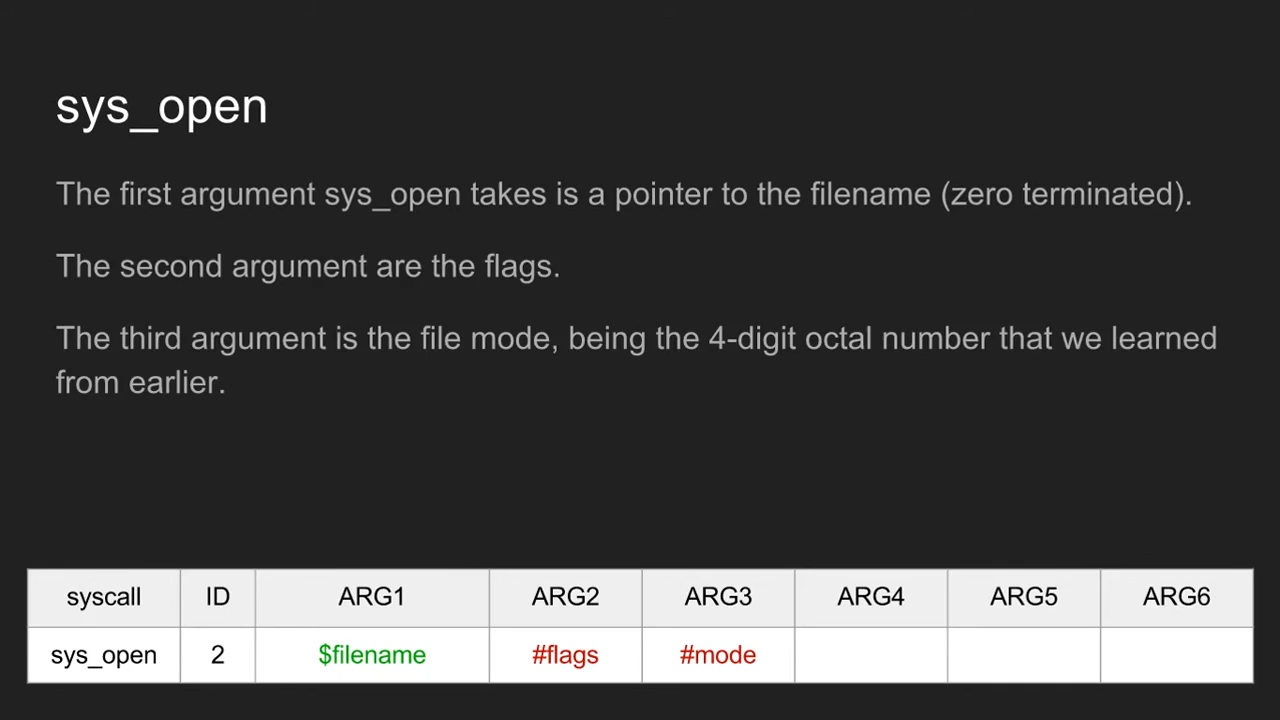 sys_open
The first argument sys_open takes is a pointer to the filename (zero terminated).
The second argument are the flags.
The third argument is the file mode, being the 4-digit octal number that we learned
from earlier.
syscall ID ARG1 ARG2 ARG3 ARG4 ARG5 ARG6
sys_open 2 $filename #flags #mode